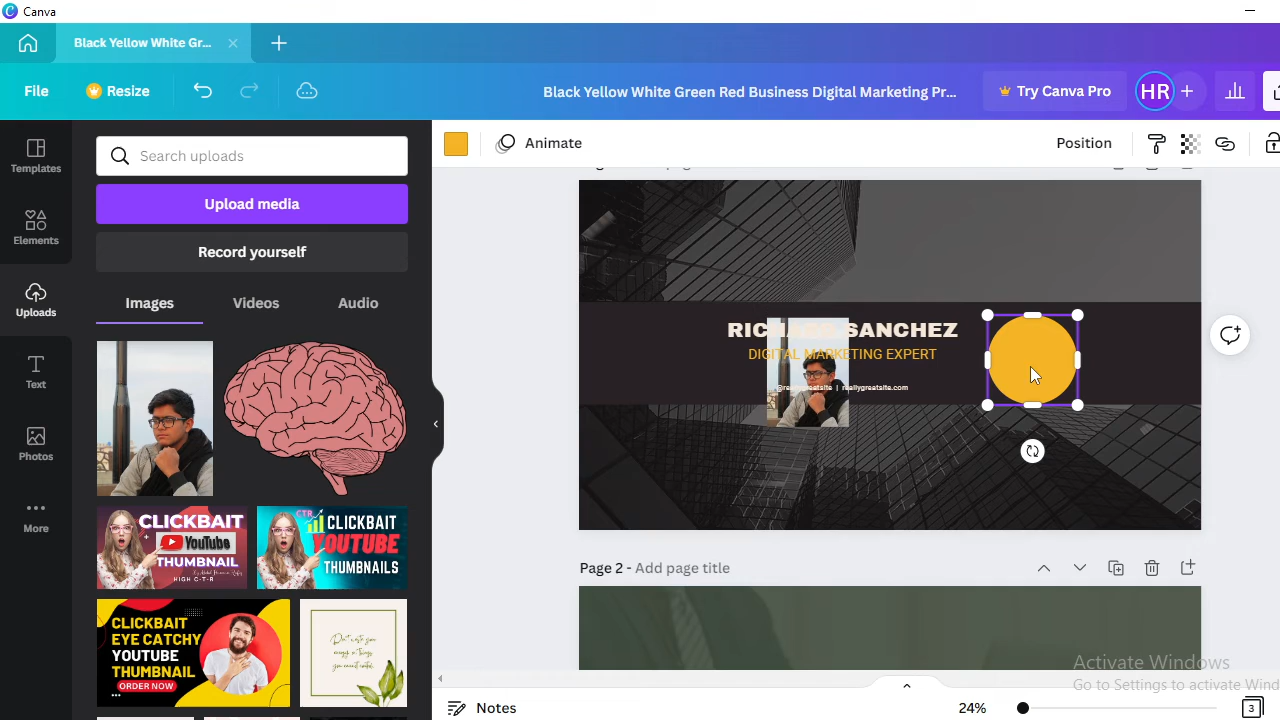 Canva
Black Yellow White Gr...
File
Resize
Black Yellow White Green Red Business Digital Marketing Pr...
Try Canva Pro
HR
Templates
Elements
Uploads
Text
Photos
More
Search uploads
Upload media
Record yourself
Images
Videos
Audio
CLICKBAIT
+ YouTube
THUMBNAIL
HIGH C-T-R
CTR
CLICKBAIT
YOUTUBE
THUMBNAILS
CLICKBAIT
EYE CATCHY
YOUTUBE
THUMBNAIL
ORDER NOW
Animate
Position
RICHARD SANCHEZ
DIGITAL MARKETING EXPERT
@reallygreatsite | reallygreatsite.com
Page 2 - Add page title
Activate Windows
Go to Settings to activate Wind
Notes
24%
3